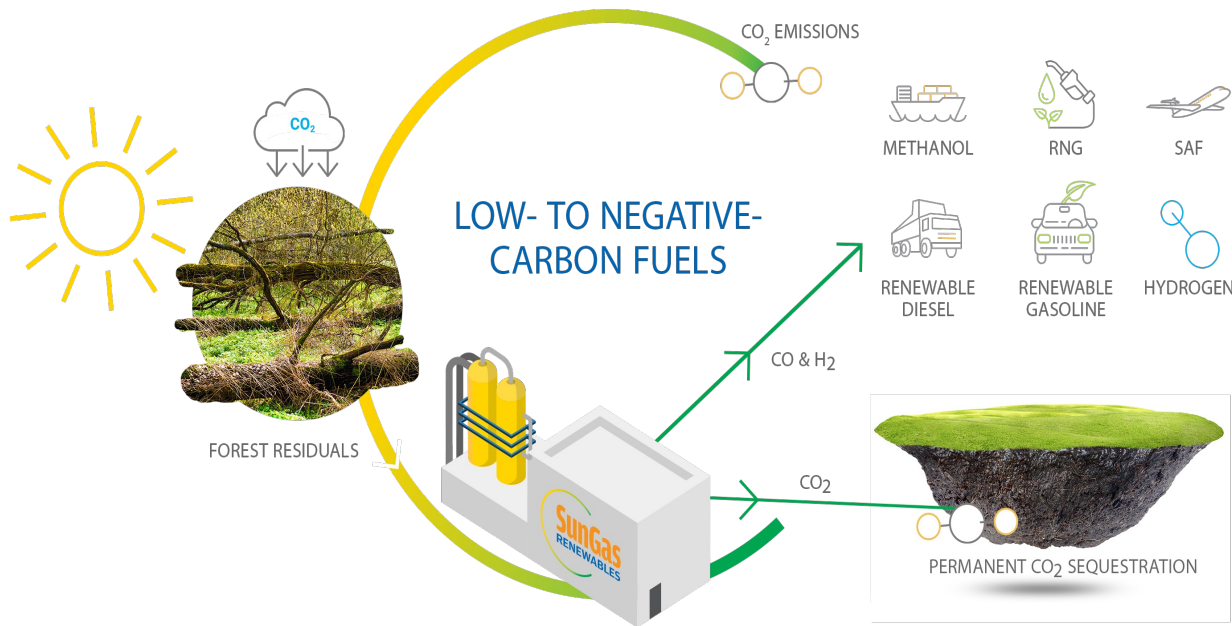 CO₂ EMISSIONS
CO₂
METHANOL
RNG
SAF
LOW- TO NEGATIVE-
CARBON FUELS
RENEWABLE
DIESEL
RENEWABLE
GASOLINE
HYDROGEN
CO & H₂
FOREST RESIDUALS
CO₂
SunGas
RENEWABLES
PERMANENT CO₂ SEQUESTRATION